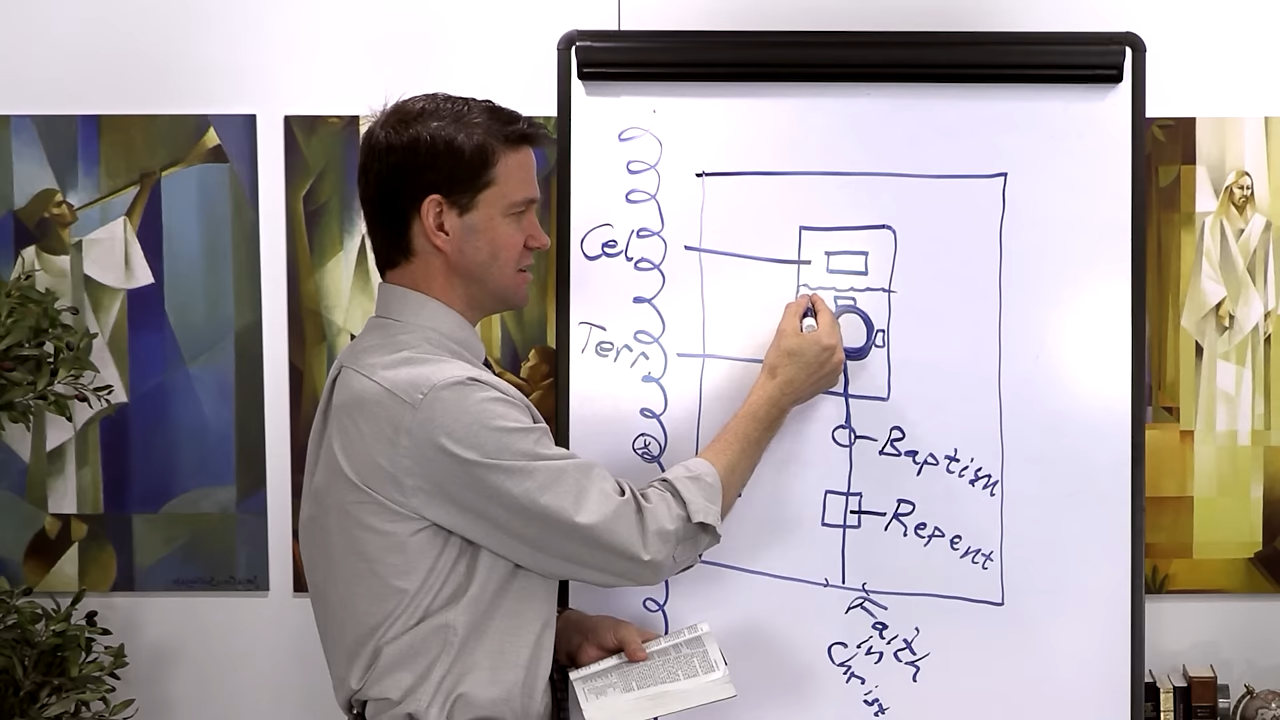 Cel
Terr
Baptism
Repent
Faith
in
Christ